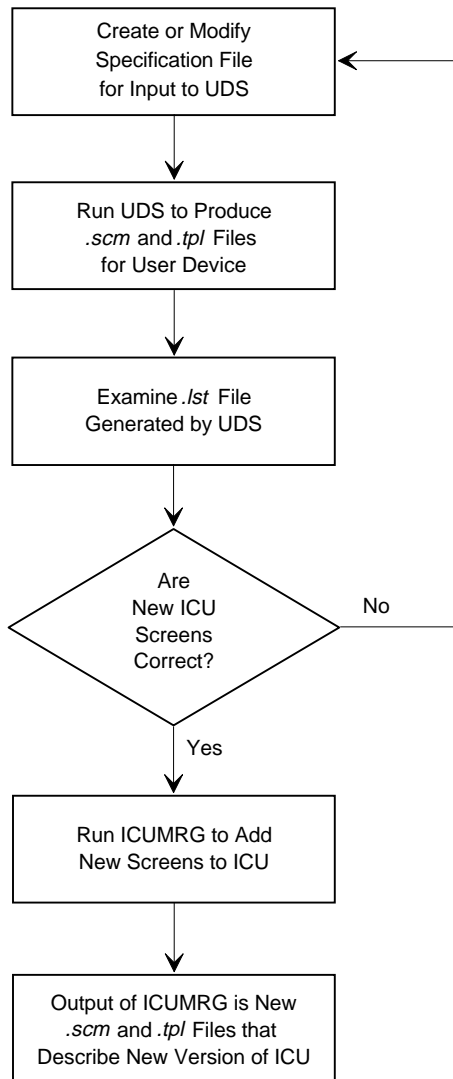 Create or Modify
Specification File
for Input to UDS
Run UDS to Produce
.scm and .tpl Files
for User Device
Examine .lst File
Generated by UDS
Are
New ICU
Screens
Correct?
No
Yes
Run ICUMRG to Add
New Screens to ICU
Output of ICUMRG is New
.scm and .tpl Files that
Describe New Version of ICU